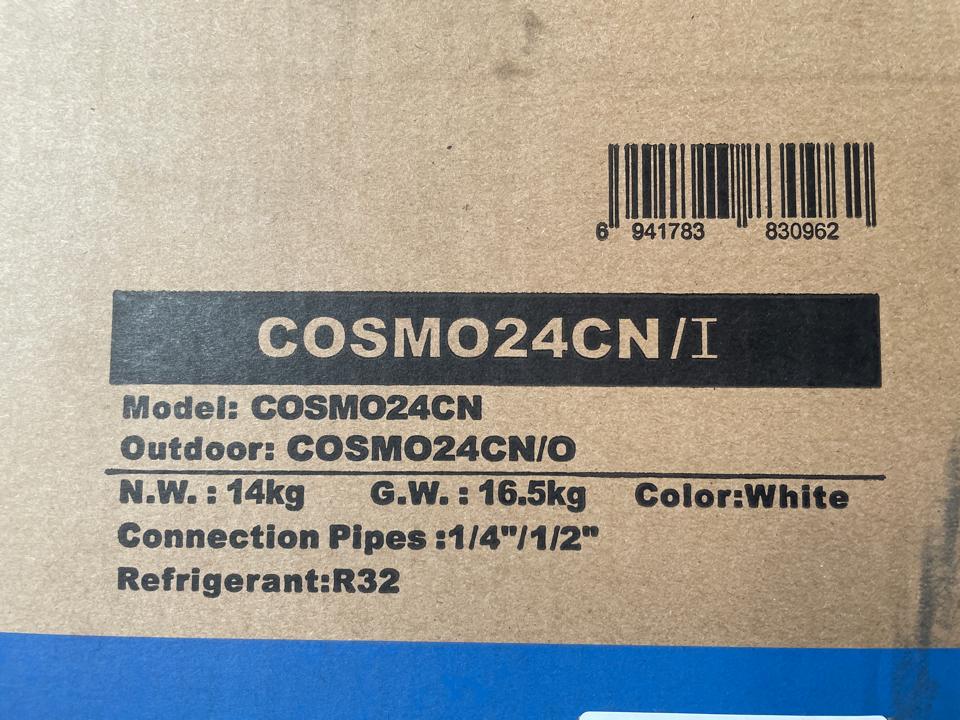 6 941783 830962
COSMO24CN/I
Model: COSMO24CN
Outdoor: COSMO24CN/O
N.W. : 14kg G.W. : 16.5kg Color:White
Connection Pipes :1/4"/1/2"
Refrigerant:R32